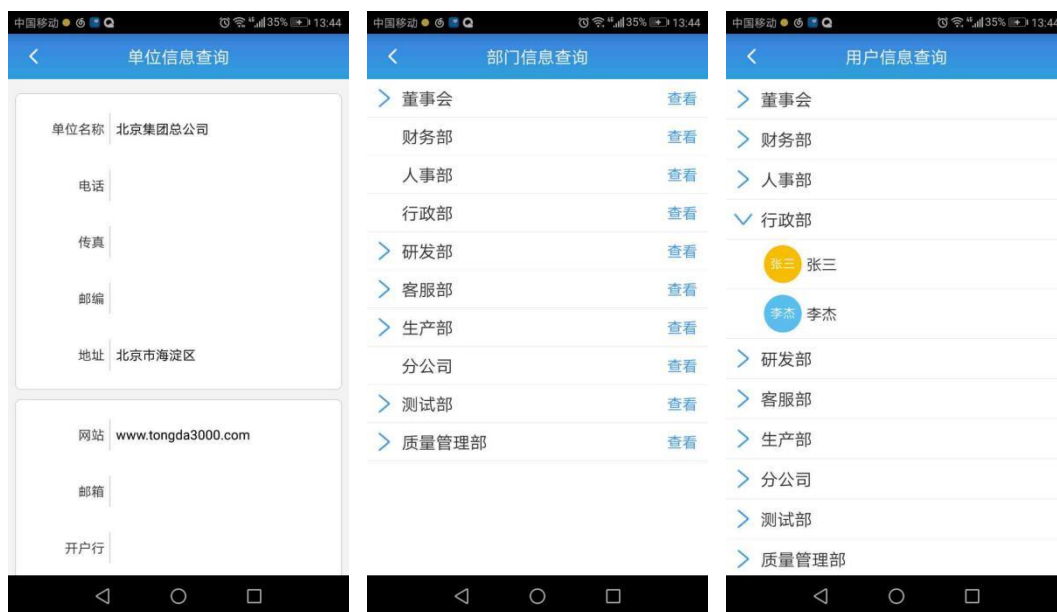 中国移动 35% 13:44
单位信息查询
单位名称 北京集团总公司
电话
传真
邮编
地址 北京市海淀区
网站 www.tongda3000.com
邮箱
开户行
中国移动 35% 13:44
部门信息查询
董事会 查看
财务部 查看
人事部 查看
行政部 查看
研发部 查看
客服部 查看
生产部 查看
分公司 查看
测试部 查看
质量管理部 查看
中国移动 35% 13:44
用户信息查询
董事会
财务部
人事部
行政部
张三 张三
李杰 李杰
研发部
客服部
生产部
分公司
测试部
质量管理部